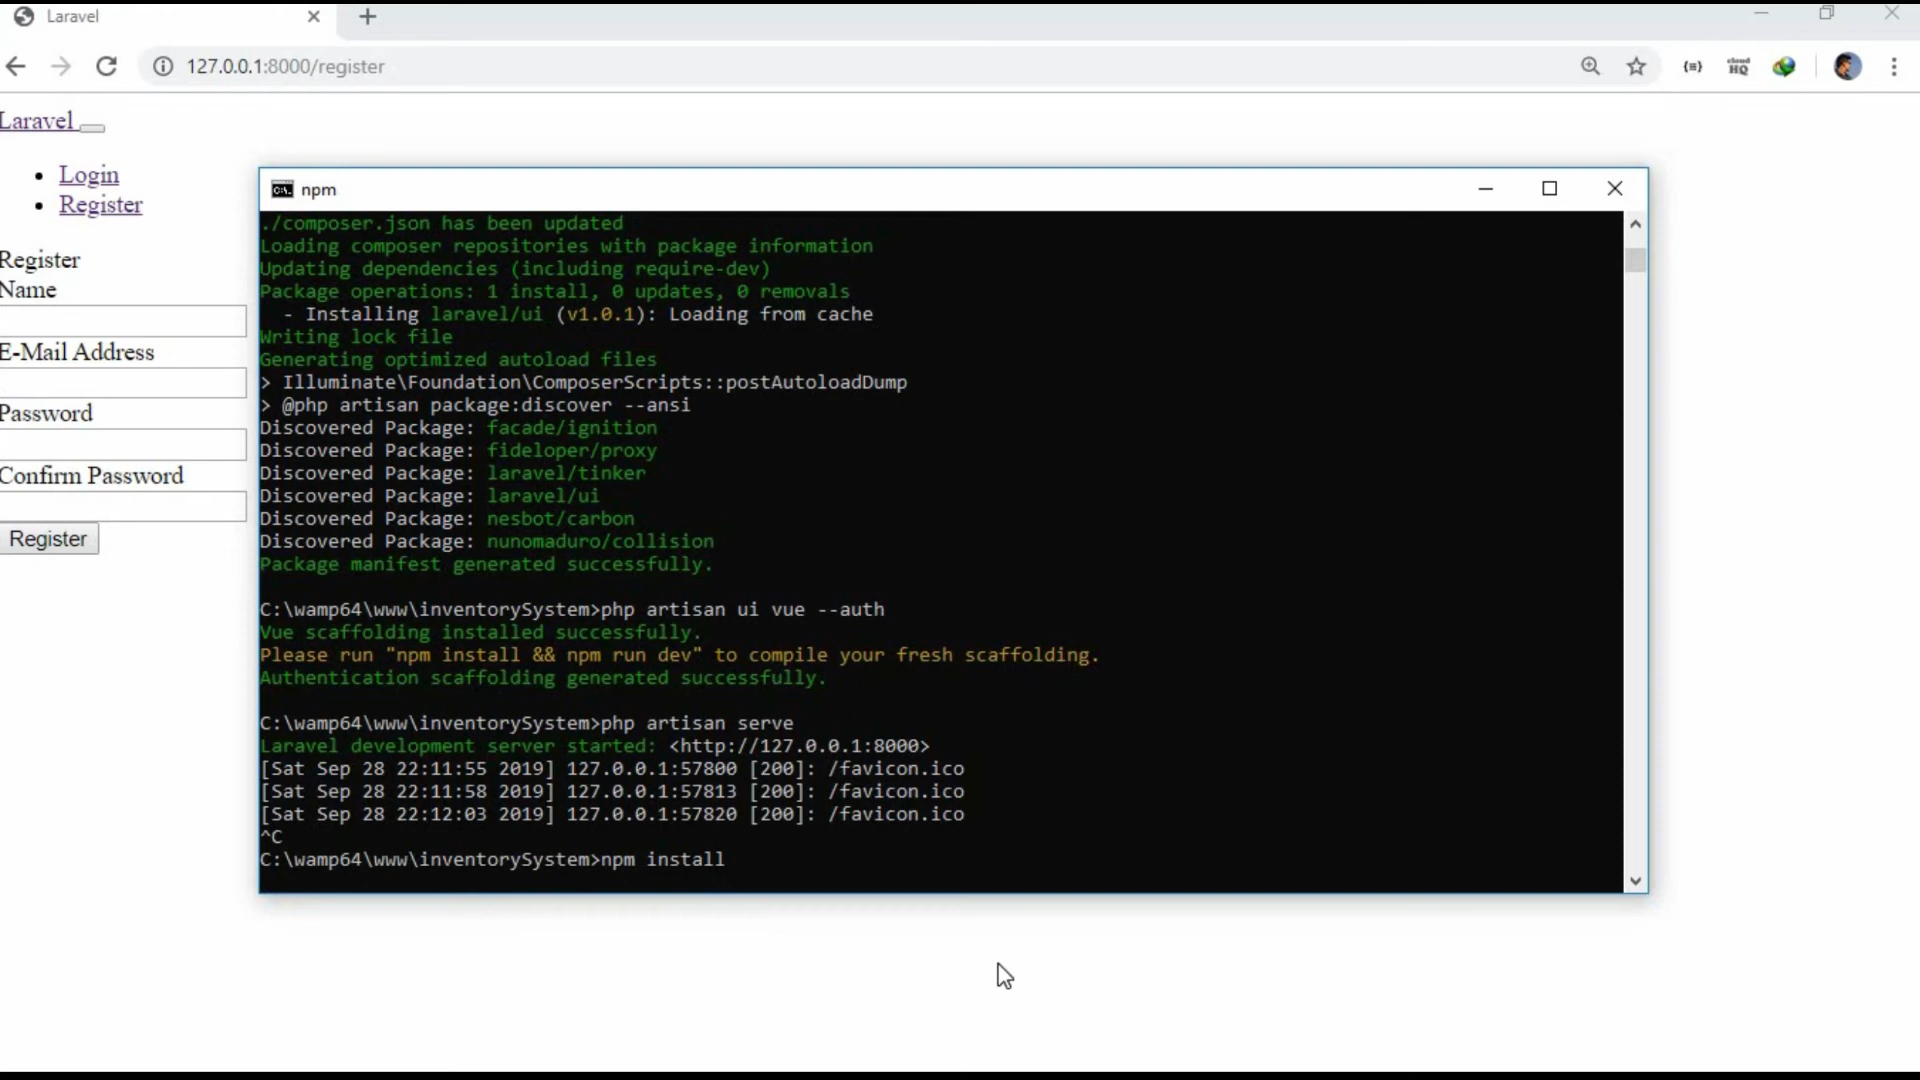 Laravel
127.0.0.1:8000/register
cloud
HQ
Laravel
Login
Register
Register
Name
E-Mail Address
Password
Confirm Password
Register
npm
./composer.json has been updated
Loading composer repositories with package information
Updating dependencies (including require-dev)
Package operations: 1 install, 0 updates, 0 removals
- Installing laravel/ui (v1.0.1): Loading from cache
Writing lock file
Generating optimized autoload files
> Illuminate\Foundation\ComposerScripts::postAutoloadDump
> @php artisan package:discover --ansi
Discovered Package: facade/ignition
Discovered Package: fideloper/proxy
Discovered Package: laravel/tinker
Discovered Package: laravel/ui
Discovered Package: nesbot/carbon
Discovered Package: nunomaduro/collision
Package manifest generated successfully.
C:\wamp64\www\inventorySystem>php artisan ui vue --auth
Vue scaffolding installed successfully.
Please run "npm install && npm run dev" to compile your fresh scaffolding.
Authentication scaffolding generated successfully.
C:\wamp64\www\inventorySystem>php artisan serve
Laravel development server started: <http://127.0.0.1:8000>
[Sat Sep 28 22:11:55 2019] 127.0.0.1:57800 [200]: /favicon.ico
[Sat Sep 28 22:11:58 2019] 127.0.0.1:57813 [200]: /favicon.ico
[Sat Sep 28 22:12:03 2019] 127.0.0.1:57820 [200]: /favicon.ico
^C
C:\wamp64\www\inventorySystem>npm install